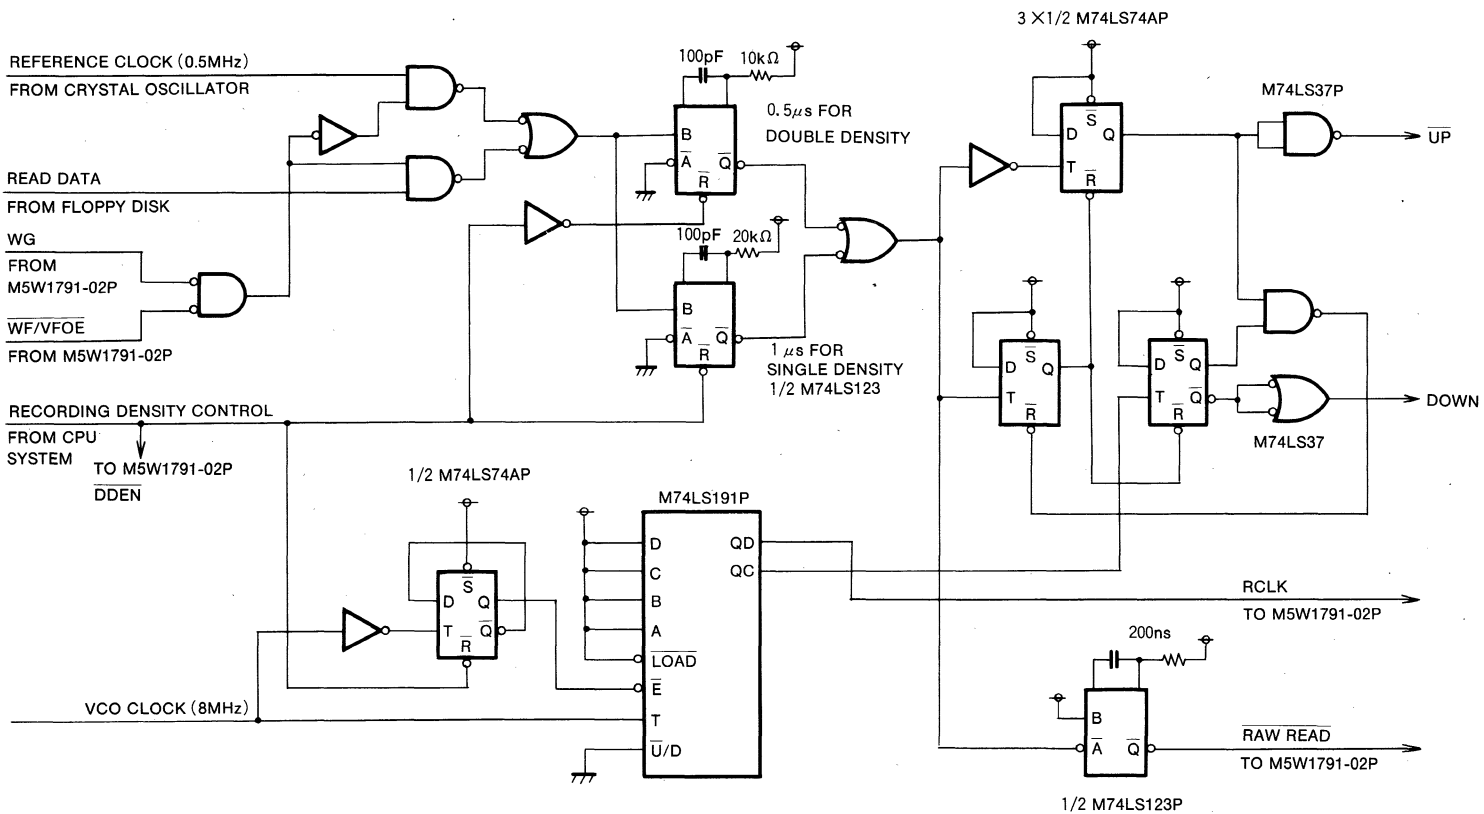 3 X1/2 M74LS74AP
REFERENCE CLOCK (0.5MHz)
FROM CRYSTAL OSCILLATOR
100pF
10kΩ
0.5μs FOR
DOUBLE DENSITY
B
A
Q
R
S
D
Q
T
R
M74LS37P
UP
READ DATA
FROM FLOPPY DISK
WG
FROM
M5W1791-02P
WF/VFOE
FROM M5W1791-02P
100pF
20kΩ
B
A
Q
R
1 μs FOR
SINGLE DENSITY
1/2 M74LS123
S
D
Q
T
R
S
D
Q
T
Q
R
DOWN
M74LS37
RECORDING DENSITY CONTROL
FROM CPU
SYSTEM
TO M5W1791-02P
DDEN
1/2 M74LS74AP
S
D
Q
T
Q
R
M74LS191P
D
C
B
A
LOAD
E
T
U/D
QD
QC
VCO CLOCK (8MHz)
RCLK
TO M5W1791-02P
200ns
B
A
Q
RAW READ
TO M5W1791-02P
1/2 M74LS123P